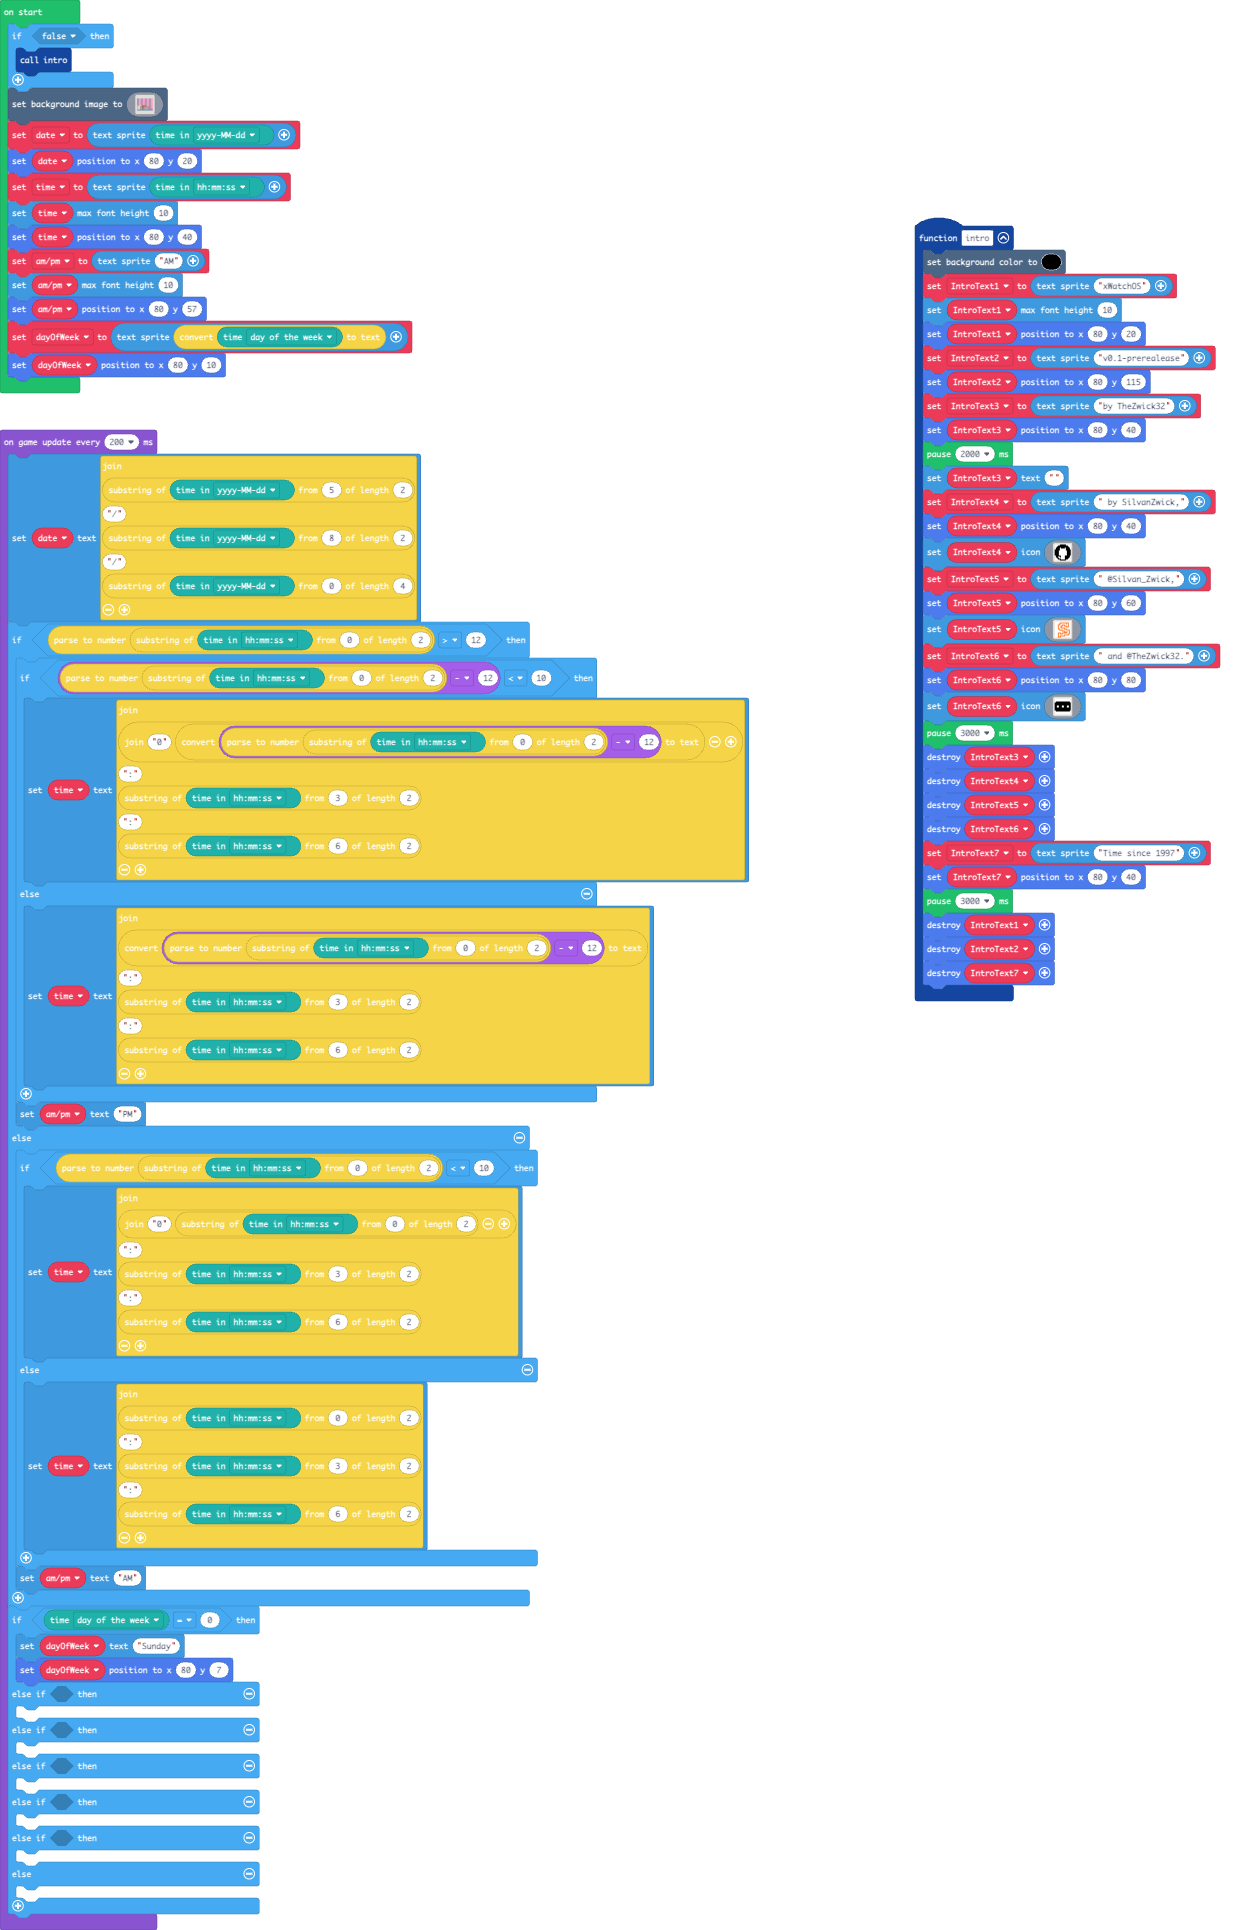 on start
if false then
call intro
set background image to
set date to text sprite time in yyyy-MM-dd
set date position to x 80 y 20
set time to text sprite time in hh:mm:ss
set time max font height 10
set time position to x 80 y 40
set am/pm to text sprite "AM"
set am/pm max font height 10
set am/pm position to x 80 y 57
set dayOfWeek to text sprite convert time day of the week to text
set dayOfWeek position to x 80 y 10
on game update every 200 ms
join
substring of time in yyyy-MM-dd from 5 of length 2
"/"
set date text substring of time in yyyy-MM-dd from 8 of length 2
"/"
substring of time in yyyy-MM-dd from 0 of length 4
if parse to number substring of time in hh:mm:ss from 0 of length 2 > 12 then
if parse to number substring of time in hh:mm:ss from 0 of length 2 - 12 < 10 then
join
join "0" convert parse to number substring of time in hh:mm:ss from 0 of length 2 - 12 to text
":"
set time text substring of time in hh:mm:ss from 3 of length 2
":"
substring of time in hh:mm:ss from 6 of length 2
else
join
convert parse to number substring of time in hh:mm:ss from 0 of length 2 - 12 to text
":"
set time text substring of time in hh:mm:ss from 3 of length 2
":"
substring of time in hh:mm:ss from 6 of length 2
set am/pm text "PM"
else
if parse to number substring of time in hh:mm:ss from 0 of length 2 < 10 then
join
join "0" substring of time in hh:mm:ss from 0 of length 2
":"
set time text substring of time in hh:mm:ss from 3 of length 2
":"
substring of time in hh:mm:ss from 6 of length 2
else
join
substring of time in hh:mm:ss from 0 of length 2
":"
set time text substring of time in hh:mm:ss from 3 of length 2
":"
substring of time in hh:mm:ss from 6 of length 2
set am/pm text "AM"
if time day of the week = 0 then
set dayOfWeek text "Sunday"
set dayOfWeek position to x 80 y 7
else if then
else if then
else if then
else if then
else if then
else
function intro
set background color to
set IntroText1 to text sprite "xWatchOS"
set IntroText1 max font height 10
set IntroText1 position to x 80 y 20
set IntroText2 to text sprite "v0.1-prerealease"
set IntroText2 position to x 80 y 115
set IntroText3 to text sprite "by TheZwick32"
set IntroText3 position to x 80 y 40
pause 2000 ms
set IntroText3 text ""
set IntroText4 to text sprite " by SilvanZwick,"
set IntroText4 position to x 80 y 40
set IntroText4 icon
set IntroText5 to text sprite " @Silvan_Zwick,"
set IntroText5 position to x 80 y 60
set IntroText5 icon
set IntroText6 to text sprite " and @TheZwick32."
set IntroText6 position to x 80 y 80
set IntroText6 icon
pause 3000 ms
destroy IntroText3
destroy IntroText4
destroy IntroText5
destroy IntroText6
set IntroText7 to text sprite "Time since 1997"
set IntroText7 position to x 80 y 40
pause 3000 ms
destroy IntroText1
destroy IntroText2
destroy IntroText7